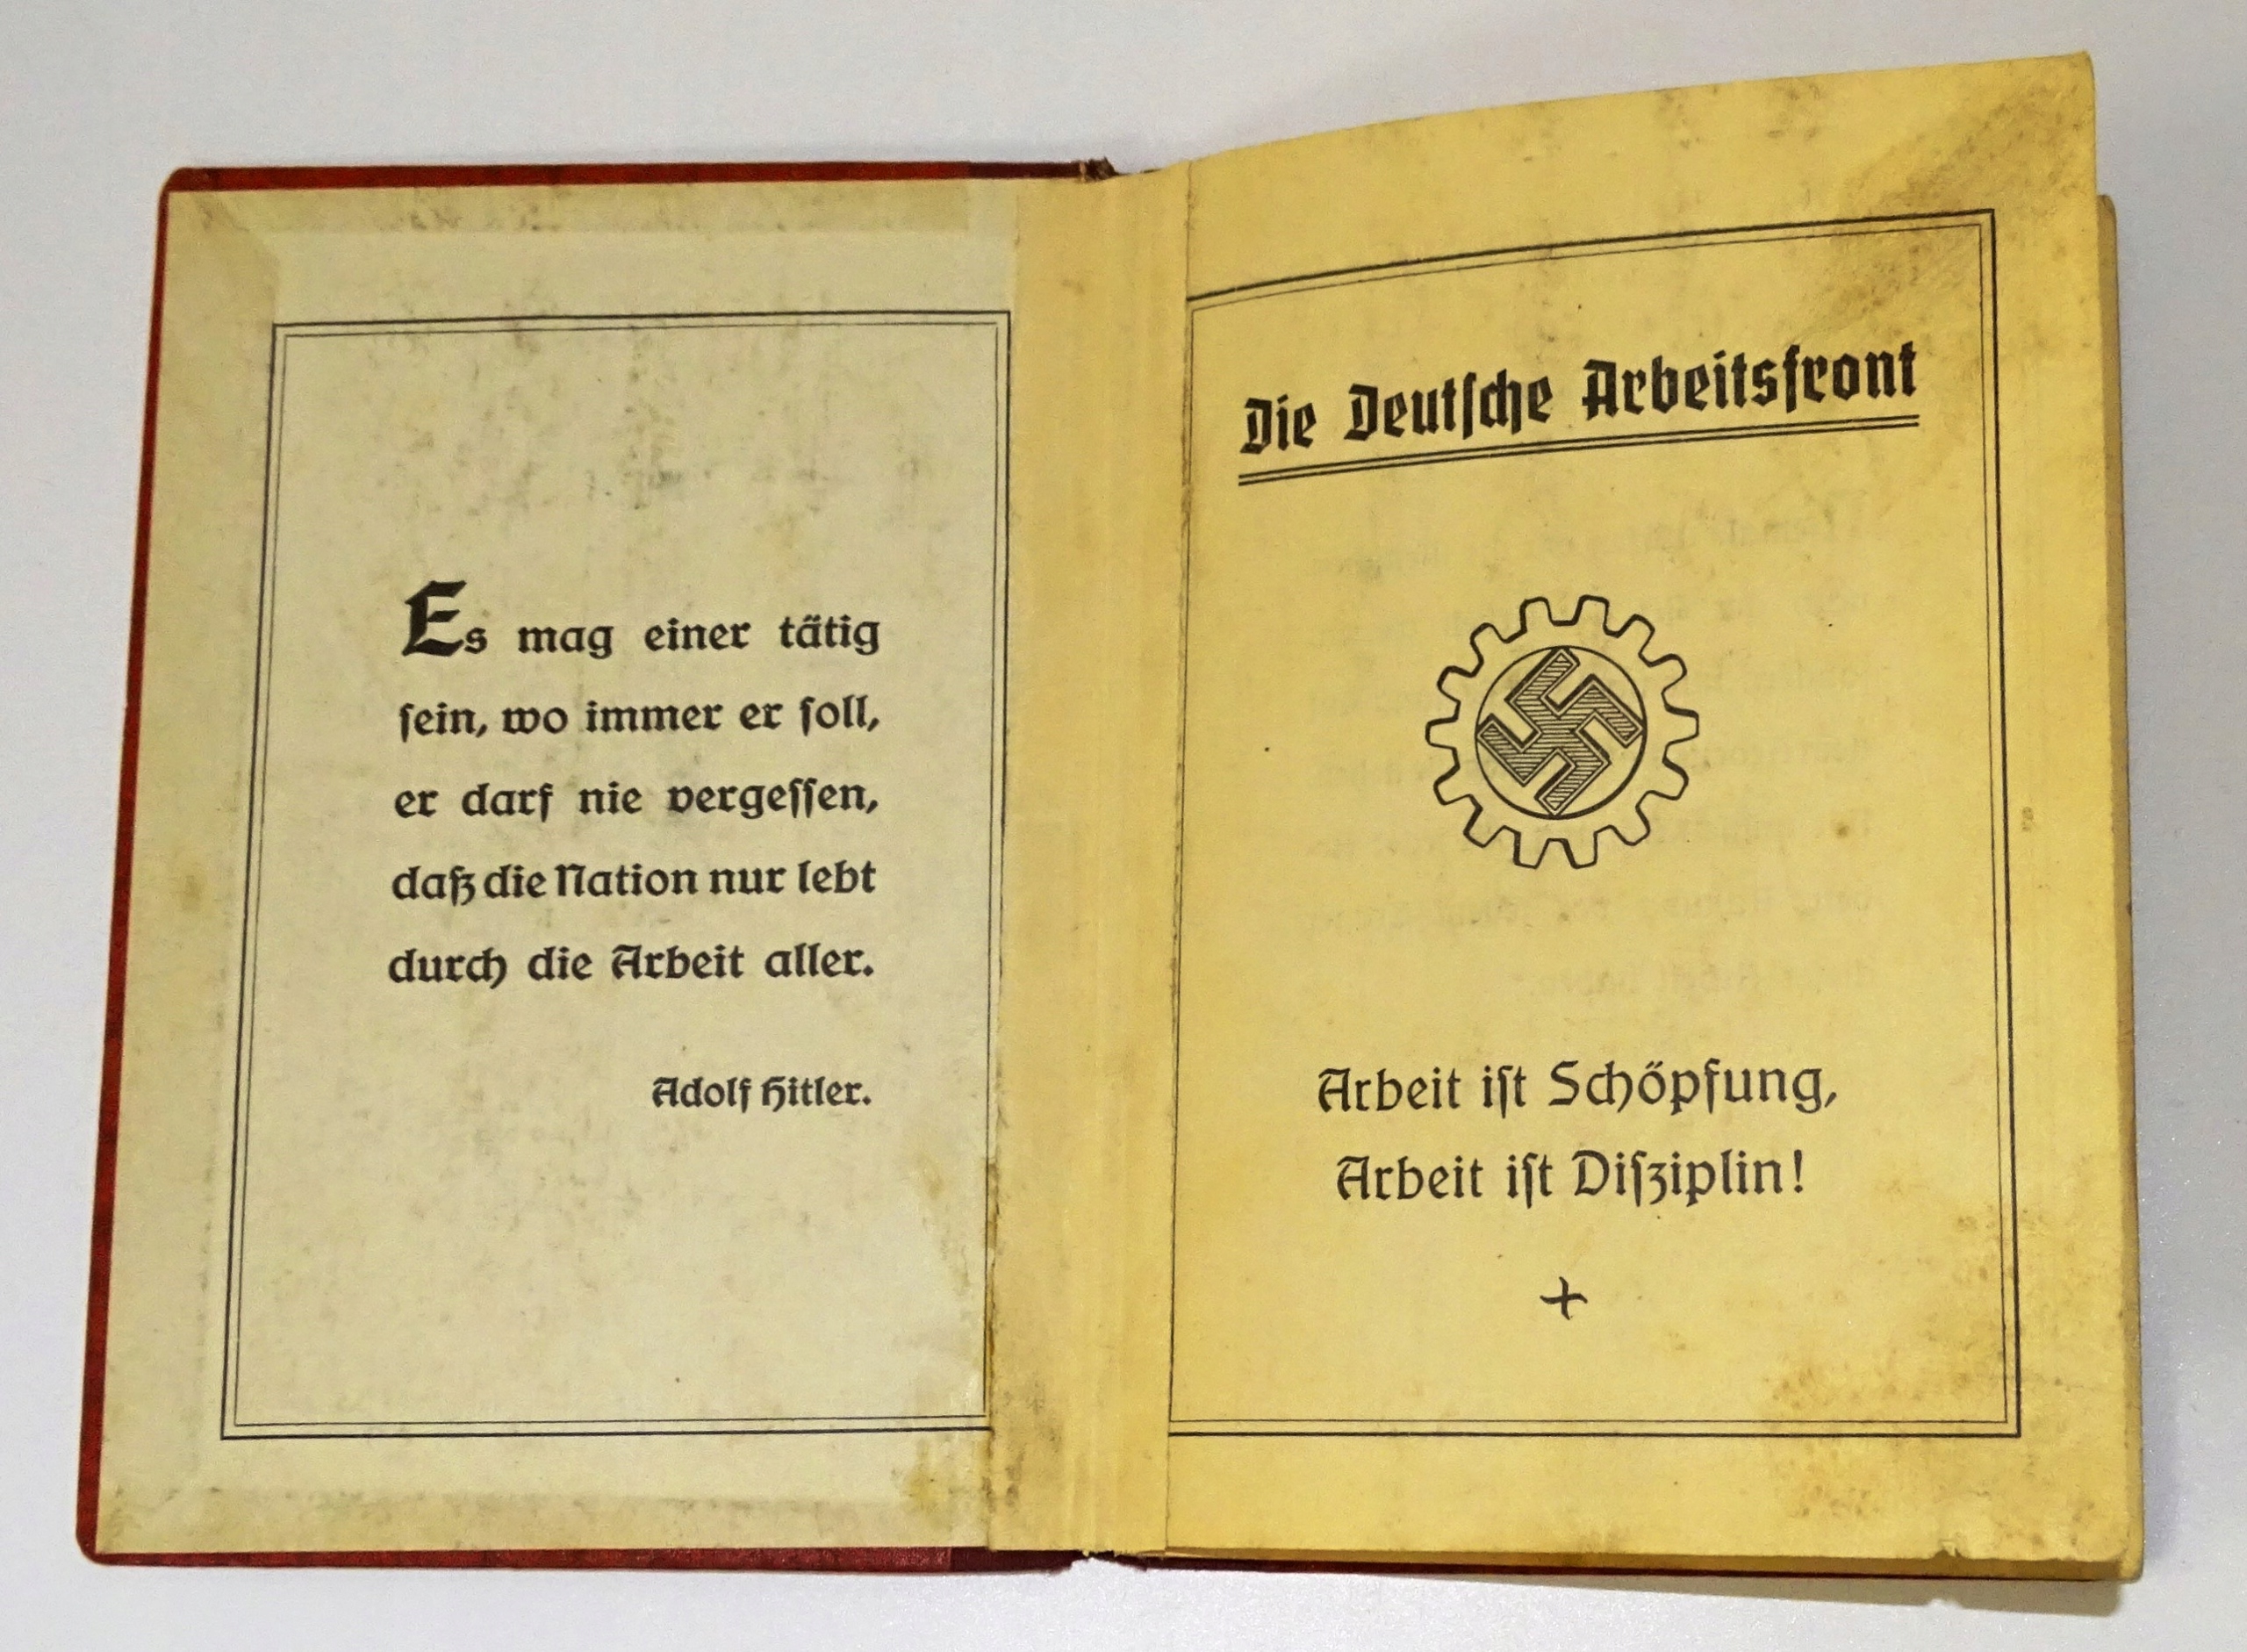 Es mag einer tätig
sein, wo immer er soll,
er darf nie vergessen,
daß die Nation nur lebt
durch die Arbeit aller.
Adolf Hitler.
Die Deutsche Arbeitsfront
Arbeit ist Schöpfung,
Arbeit ist Disziplin!